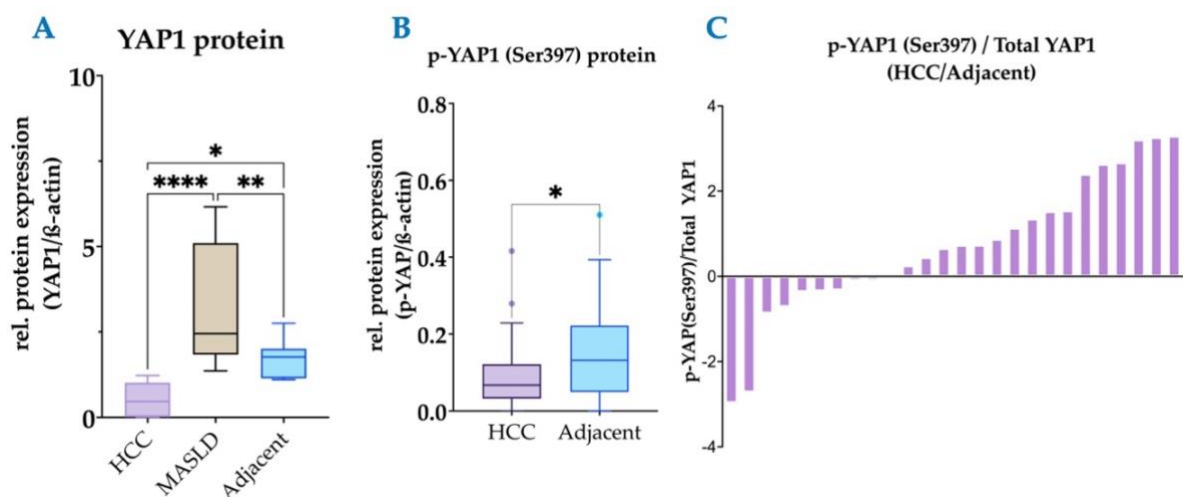 A
YAP1 protein
rel. protein expression
(YAP1/ß-actin)
10
5
0
*
****
**
HCC
MASLD
Adjacent
B
p-YAP1 (Ser397) protein
rel. protein expression
(p-YAP/ß-actin)
0.8
0.6
0.4
0.2
0.0
*
HCC
Adjacent
C
p-YAP1 (Ser397) / Total YAP1
(HCC/Adjacent)
p-YAP(Ser397)/Total YAP1
4
2
0
-2
-4